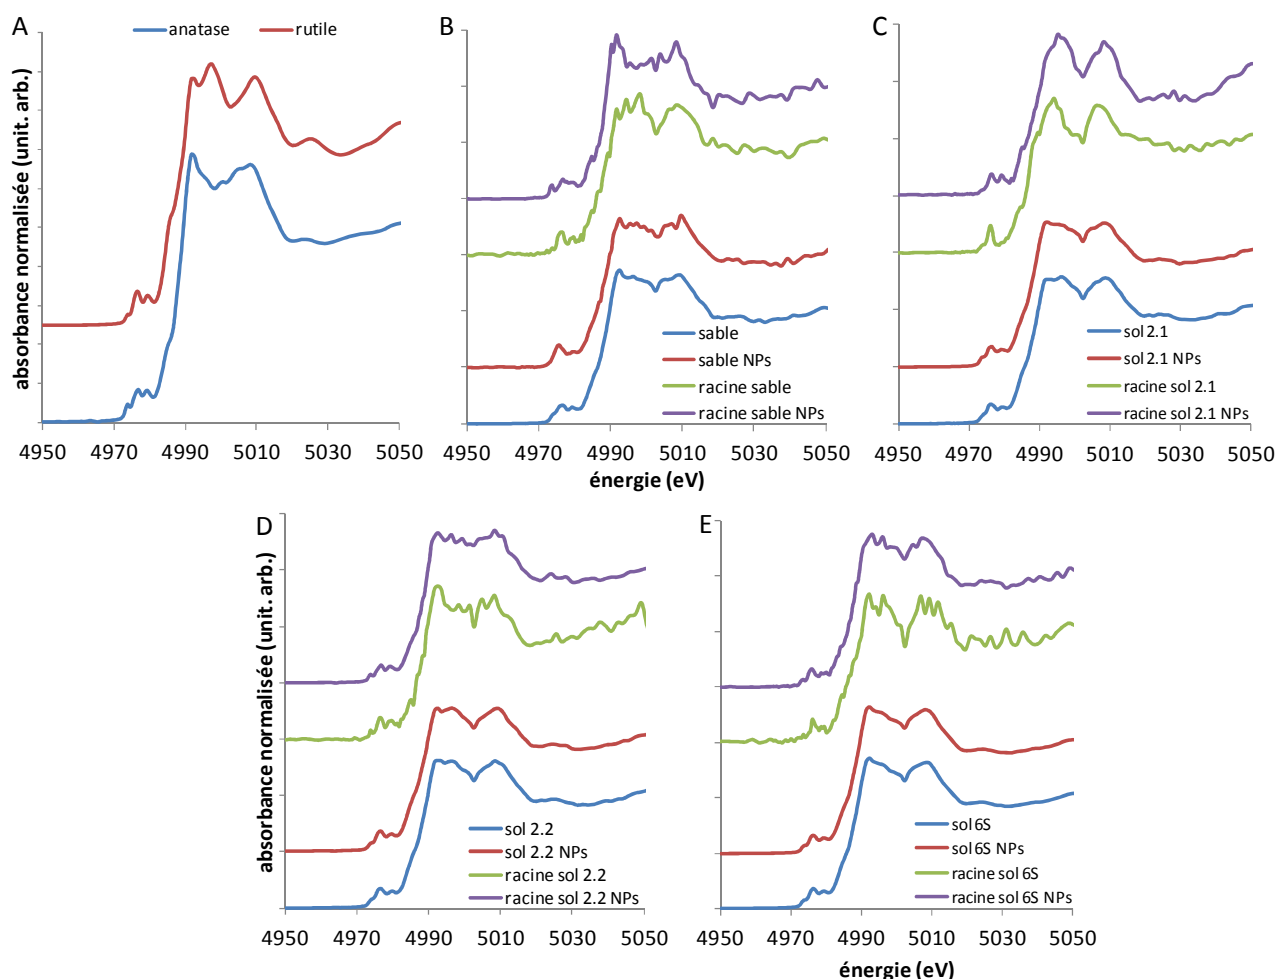 A
anatase
rutile
absorbance normalisée (unit. arb.)
4950 4970 4990 5010 5030 5050
B
sable
sable NPs
racine sable
racine sable NPs
4950 4970 4990 5010 5030 5050
énergie (eV)
C
sol 2.1
sol 2.1 NPs
racine sol 2.1
racine sol 2.1 NPs
4950 4970 4990 5010 5030 5050
D
absorbance normalisée (unit. arb.)
sol 2.2
sol 2.2 NPs
racine sol 2.2
racine sol 2.2 NPs
4950 4970 4990 5010 5030 5050
E
sol 6S
sol 6S NPs
racine sol 6S
racine sol 6S NPs
4950 4970 4990 5010 5030 5050
énergie (eV)